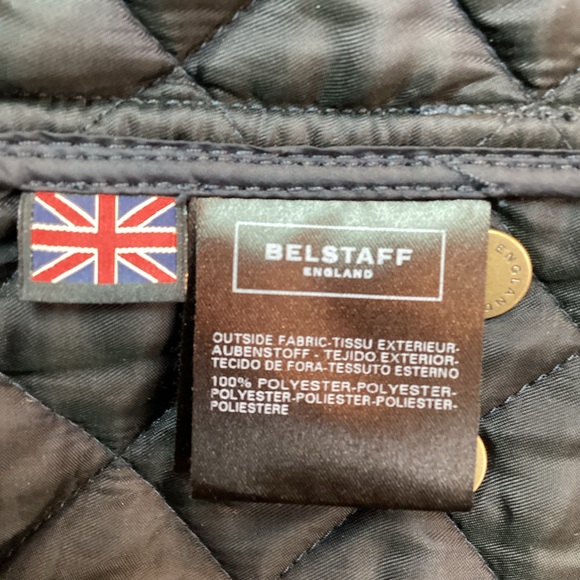 BELSTAFF
ENGLAND
OUTSIDE FABRIC-TISSU EXTERIEUR-
AUBENSTOFF - TEJIDO EXTERIOR-
TECIDO DE FORA-TESSUTO ESTERNO
100% POLYESTER-POLYESTER-
POLYESTER-POLIESTER-POLIESTER-
POLIESTERE
ENGLAND